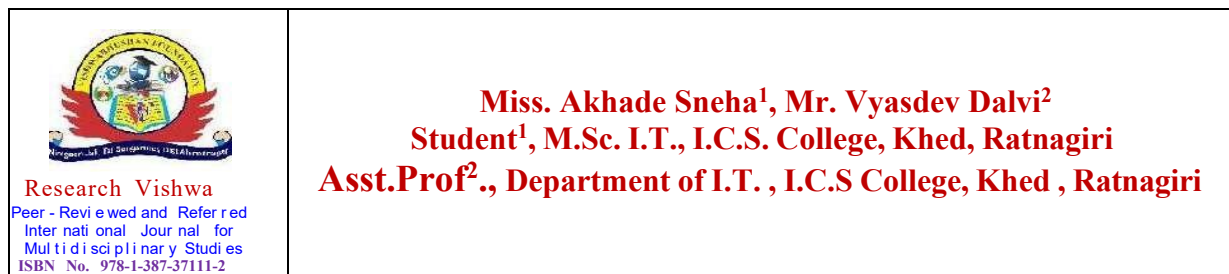 VISHWABHUSHAN FOUNDATION
Research Vishwa
Peer - Revi e wed and Refer r ed
Inter nati onal Jour nal for
Mul t i d i sci pl i nar y Studi es
ISBN No. 978-1-387-37111-2
Miss. Akhade Sneha¹, Mr. Vyasdev Dalvi²
Student¹, M.Sc. I.T., I.C.S. College, Khed, Ratnagiri
Asst.Prof²., Department of I.T. , I.C.S College, Khed , Ratnagiri